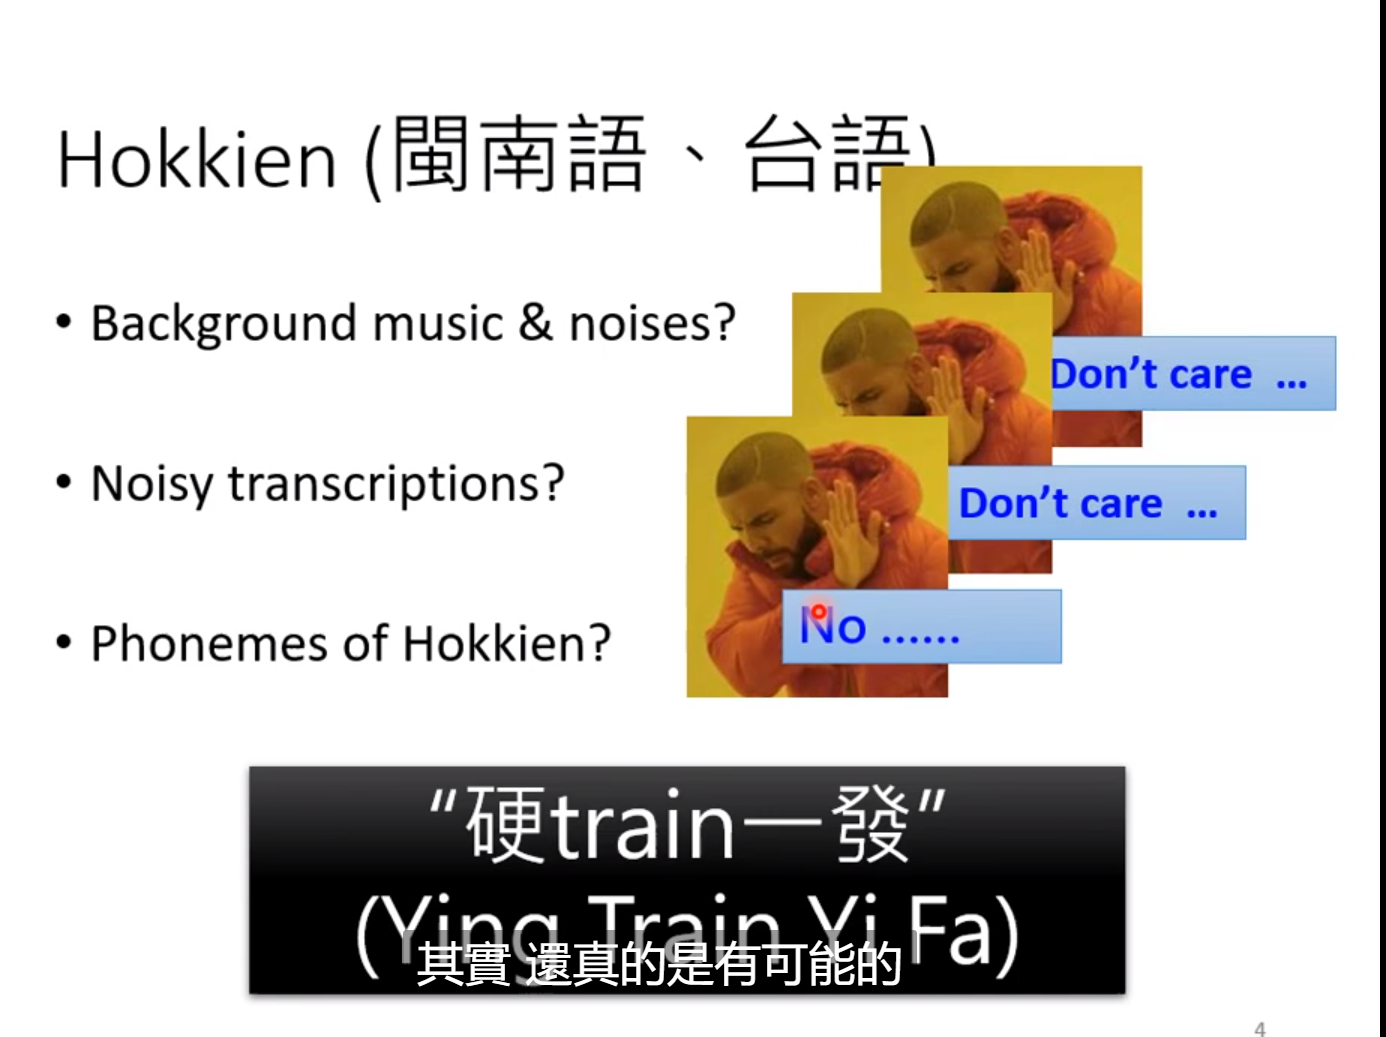 Hokkien (閩南語、台語)
• Background music & noises?
Don’t care …
• Noisy transcriptions?
Don’t care …
• Phonemes of Hokkien?
No ......
“硬train一發”
(Ying Train Yi Fa)
其實 還真的是有可能的
4